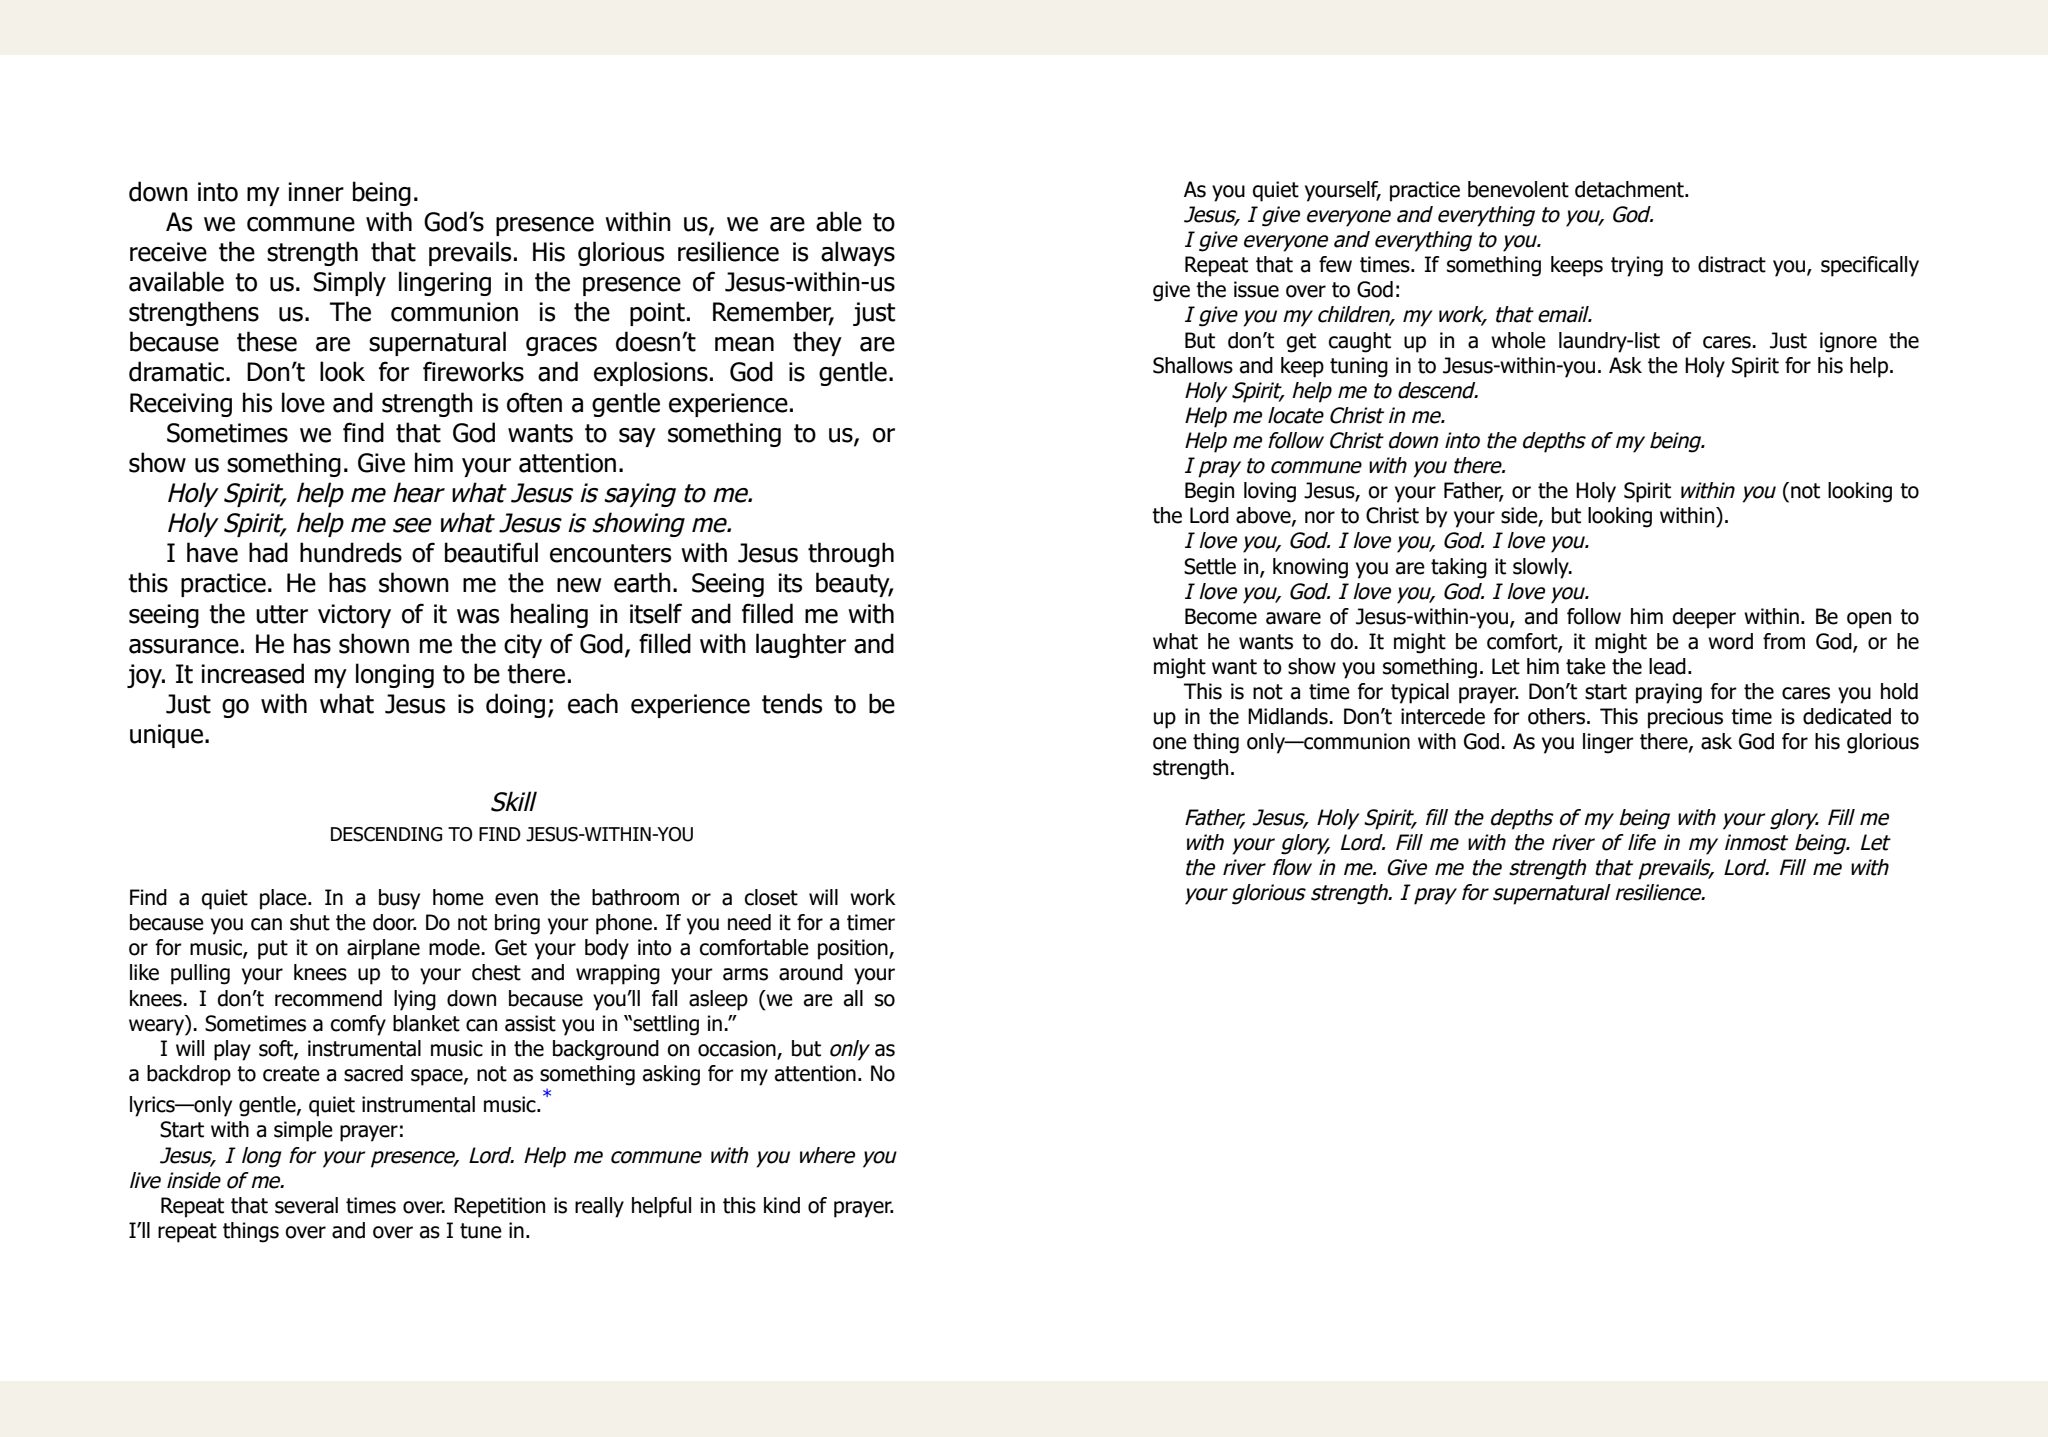 down into my inner being.
As we commune with God’s presence within us, we are able to
receive the strength that prevails. His glorious resilience is always
available to us. Simply lingering in the presence of Jesus-within-us
strengthens us. The communion is the point. Remember, just
because these are supernatural graces doesn’t mean they are
dramatic. Don’t look for fireworks and explosions. God is gentle.
Receiving his love and strength is often a gentle experience.
Sometimes we find that God wants to say something to us, or
show us something. Give him your attention.
Holy Spirit, help me hear what Jesus is saying to me.
Holy Spirit, help me see what Jesus is showing me.
I have had hundreds of beautiful encounters with Jesus through
this practice. He has shown me the new earth. Seeing its beauty,
seeing the utter victory of it was healing in itself and filled me with
assurance. He has shown me the city of God, filled with laughter and
joy. It increased my longing to be there.
Just go with what Jesus is doing; each experience tends to be
unique.
Skill
DESCENDING TO FIND JESUS-WITHIN-YOU
Find a quiet place. In a busy home even the bathroom or a closet will work
because you can shut the door. Do not bring your phone. If you need it for a timer
or for music, put it on airplane mode. Get your body into a comfortable position,
like pulling your knees up to your chest and wrapping your arms around your
knees. I don’t recommend lying down because you’ll fall asleep (we are all so
weary). Sometimes a comfy blanket can assist you in “settling in.”
I will play soft, instrumental music in the background on occasion, but only as
a backdrop to create a sacred space, not as something asking for my attention. No
lyrics—only gentle, quiet instrumental music.*
Start with a simple prayer:
Jesus, I long for your presence, Lord. Help me commune with you where you
live inside of me.
Repeat that several times over. Repetition is really helpful in this kind of prayer.
I’ll repeat things over and over as I tune in.
As you quiet yourself, practice benevolent detachment.
Jesus, I give everyone and everything to you, God.
I give everyone and everything to you.
Repeat that a few times. If something keeps trying to distract you, specifically
give the issue over to God:
I give you my children, my work, that email.
But don’t get caught up in a whole laundry-list of cares. Just ignore the
Shallows and keep tuning in to Jesus-within-you. Ask the Holy Spirit for his help.
Holy Spirit, help me to descend.
Help me locate Christ in me.
Help me follow Christ down into the depths of my being.
I pray to commune with you there.
Begin loving Jesus, or your Father, or the Holy Spirit within you (not looking to
the Lord above, nor to Christ by your side, but looking within).
I love you, God. I love you, God. I love you.
Settle in, knowing you are taking it slowly.
I love you, God. I love you, God. I love you.
Become aware of Jesus-within-you, and follow him deeper within. Be open to
what he wants to do. It might be comfort, it might be a word from God, or he
might want to show you something. Let him take the lead.
This is not a time for typical prayer. Don’t start praying for the cares you hold
up in the Midlands. Don’t intercede for others. This precious time is dedicated to
one thing only—communion with God. As you linger there, ask God for his glorious
strength.
Father, Jesus, Holy Spirit, fill the depths of my being with your glory. Fill me
with your glory, Lord. Fill me with the river of life in my inmost being. Let
the river flow in me. Give me the strength that prevails, Lord. Fill me with
your glorious strength. I pray for supernatural resilience.